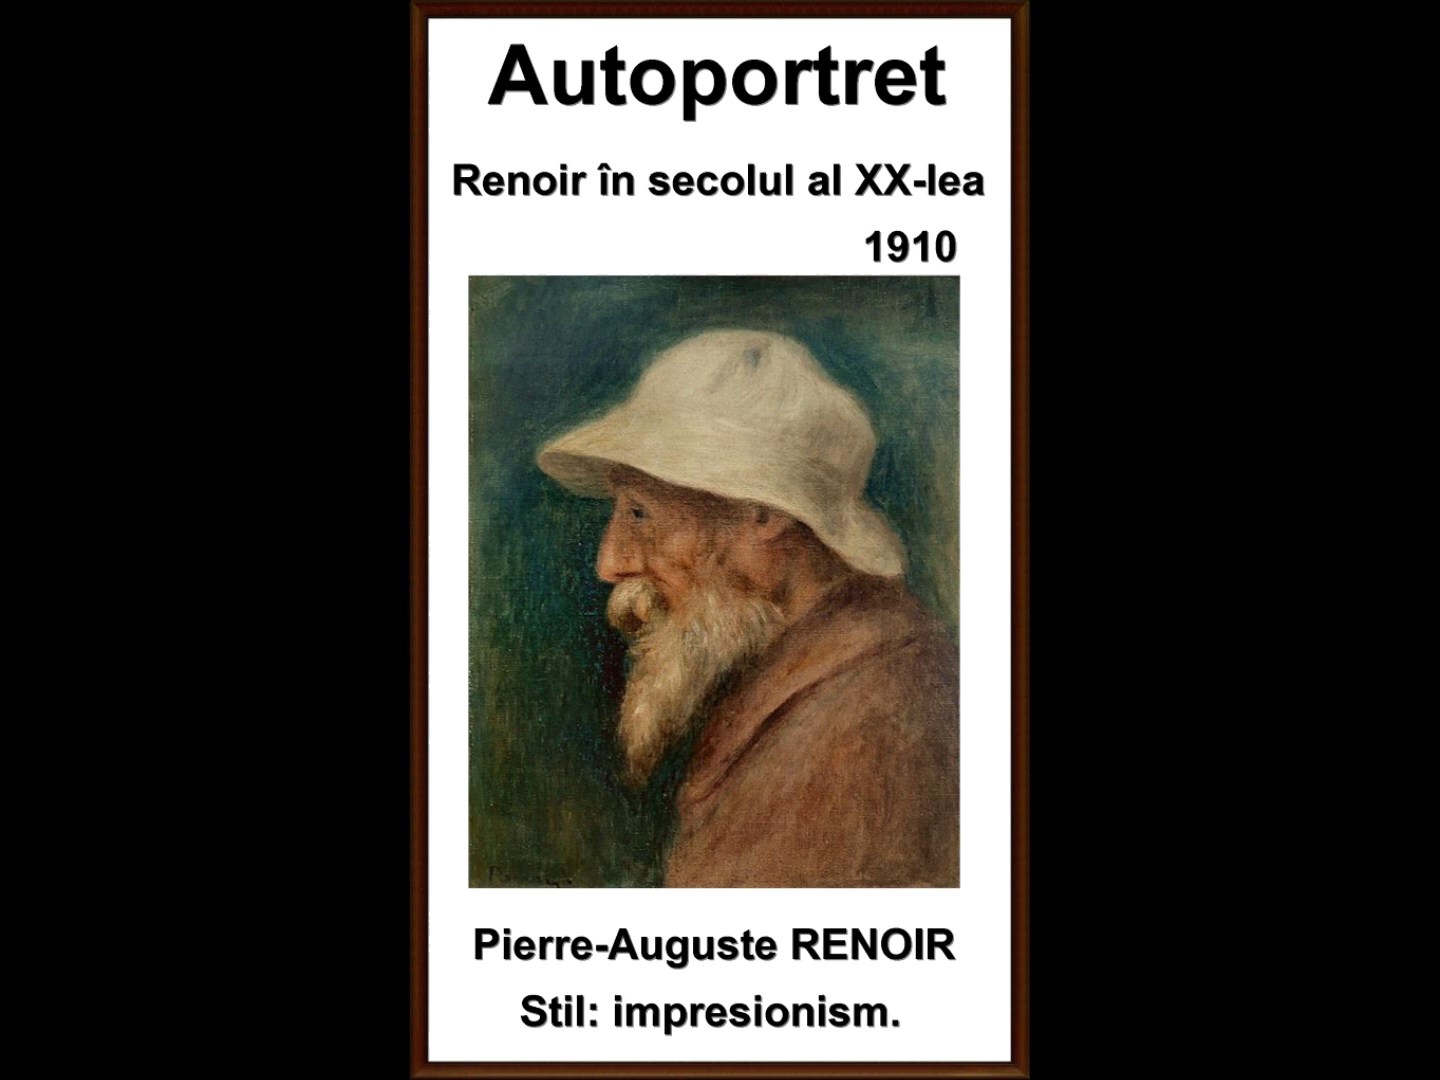 Autoportret
Renoir în secolul al XX-lea
1910
Pierre-Auguste RENOIR
Stil: impresionism.